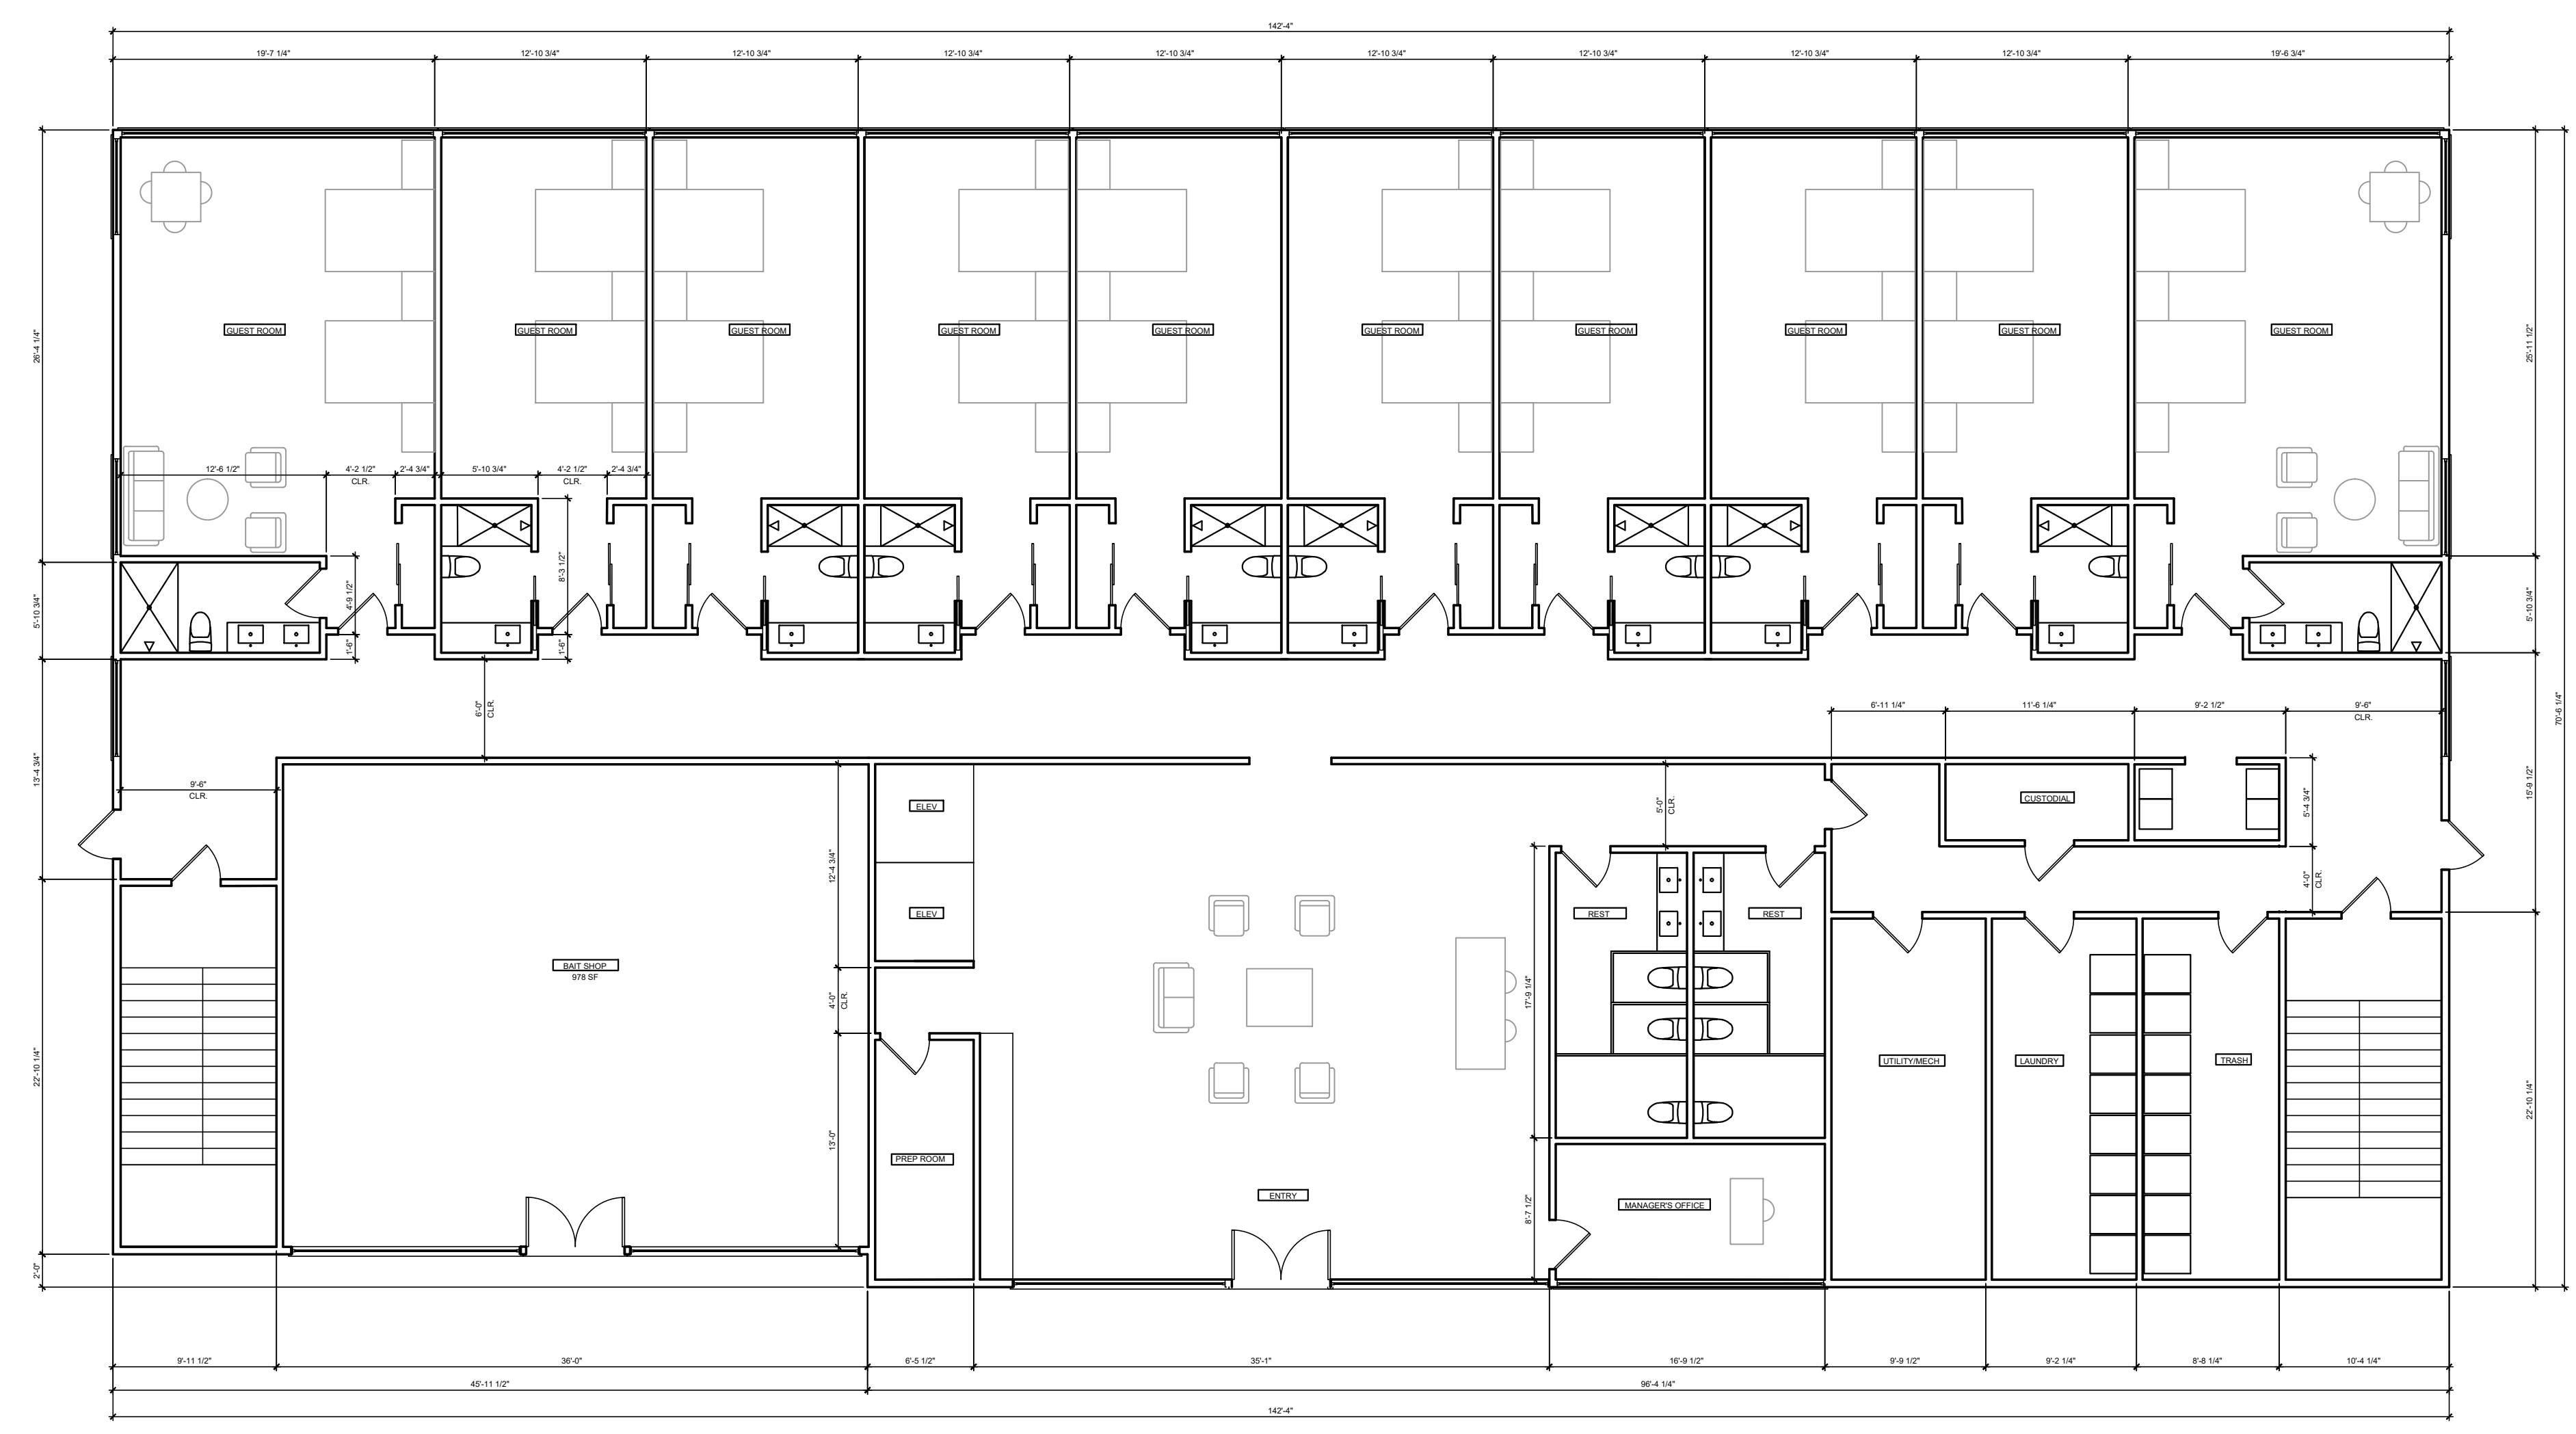 142'-4"
19'-7 1/4"
12'-10 3/4"
12'-10 3/4"
12'-10 3/4"
12'-10 3/4"
12'-10 3/4"
12'-10 3/4"
12'-10 3/4"
12'-10 3/4"
19'-6 3/4"
26'-4 1/4"
GUEST ROOM
GUEST ROOM
GUEST ROOM
GUEST ROOM
GUEST ROOM
GUEST ROOM
GUEST ROOM
GUEST ROOM
GUEST ROOM
GUEST ROOM
25'-11 1/2"
12'-6 1/2"
4'-2 1/2"
CLR.
2'-4 3/4"
5'-10 3/4"
4'-2 1/2"
CLR.
2'-4 3/4"
8'-3 1/2"
4'-9 1/2"
5'-10 3/4"
5'-10 3/4"
1'-6"
1'-6"
6'-0"
CLR.
70'-6 1/4"
6'-11 1/4"
11'-6 1/4"
9'-2 1/2"
9'-6"
CLR.
13'-4 3/4"
9'-6"
CLR.
ELEV
5'-0"
CLR.
CUSTODIAL
5'-4 3/4"
15'-9 1/2"
12'-4 3/4"
4'-0"
CLR.
ELEV
REST
REST
BAIT SHOP
978 SF
4'-0"
CLR.
17'-9 1/4"
22'-10 1/4"
UTILITY/MECH
LAUNDRY
TRASH
22'-10 1/4"
13'-0"
PREP ROOM
ENTRY
8'-7 1/2"
MANAGER'S OFFICE
2'-0"
9'-11 1/2"
36'-0"
6'-5 1/2"
35'-1"
16'-9 1/2"
9'-9 1/2"
9'-2 1/4"
8'-8 1/4"
10'-4 1/4"
45'-11 1/2"
96'-4 1/4"
142'-4"